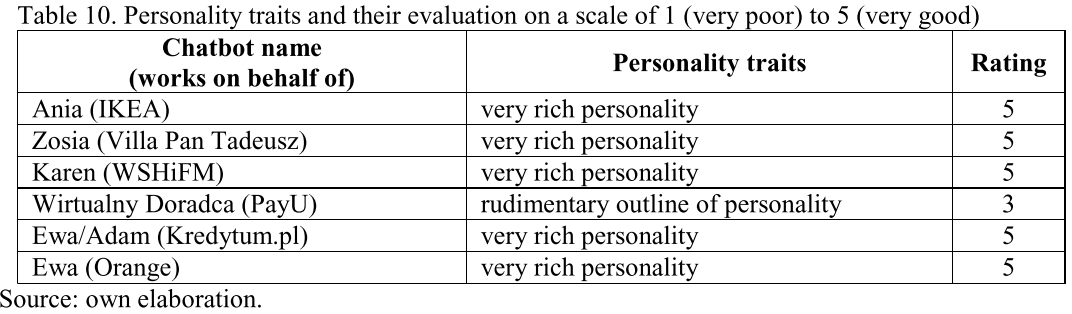 Table 10. Personality traits and their evaluation on a scale of 1 (very poor) to 5 (very good)
Chatbot name
(works on behalf of) Personality traits Rating
Ania (IKEA) very rich personality 5
Zosia (Villa Pan Tadeusz) very rich personality 5
Karen (WSHiFM) very rich personality 5
Wirtualny Doradca (PayU) rudimentary outline of personality 3
Ewa/Adam (Kredytum.pl) very rich personality 5
Ewa (Orange) very rich personality 5
Source: own elaboration.